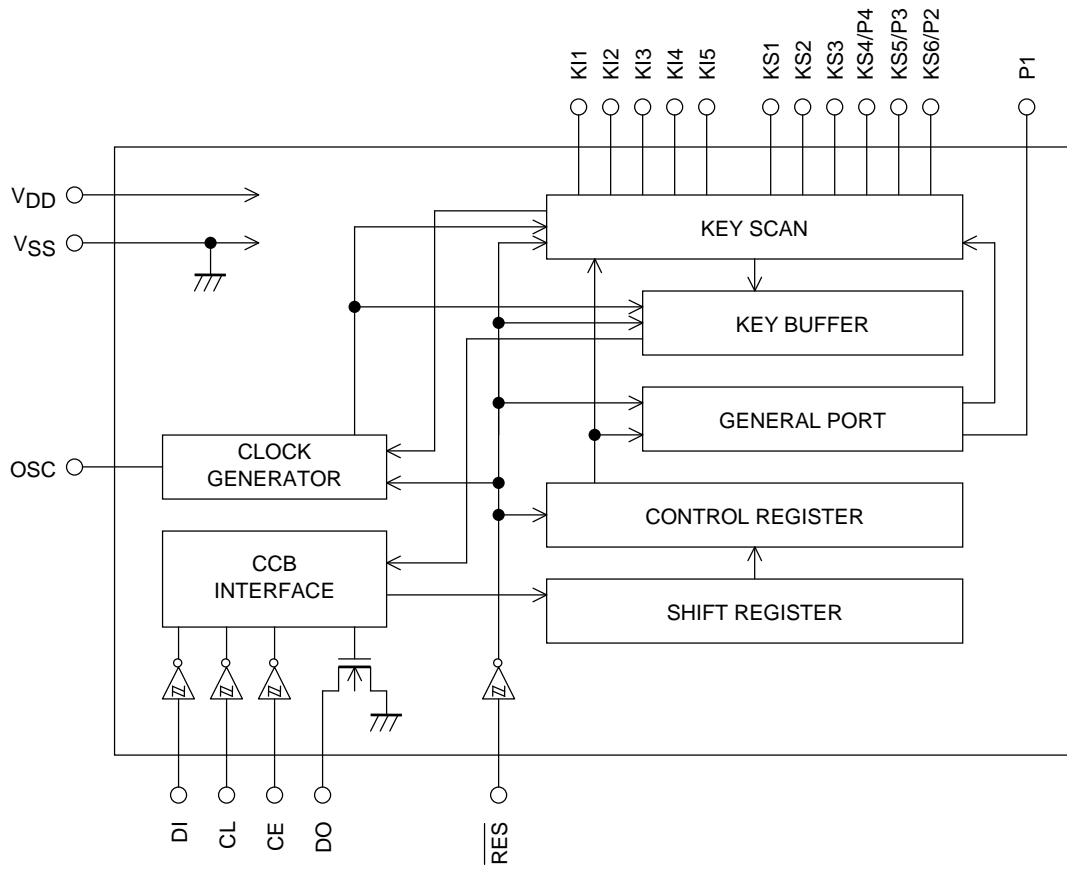 KI1
KI2
KI3
KI4
KI5
KS1
KS2
KS3
KS4/P4
KS5/P3
KS6/P2
P1
VDD
VSS
KEY SCAN
KEY BUFFER
GENERAL PORT
OSC
CLOCK
GENERATOR
CONTROL REGISTER
CCB
INTERFACE
SHIFT REGISTER
DI
CL
CE
DO
RES